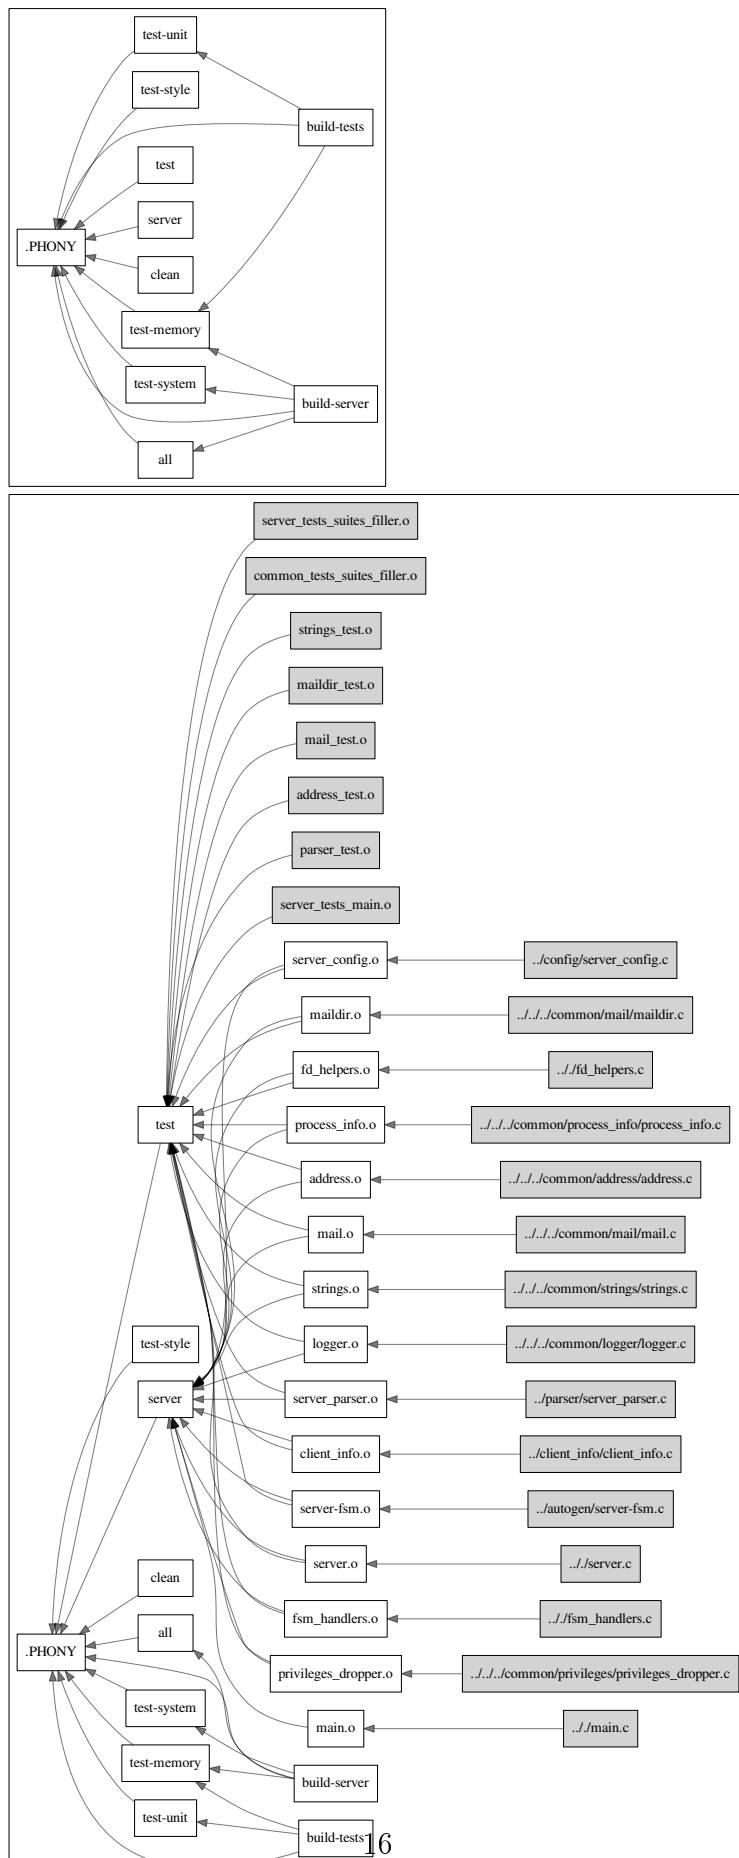 test-unit
test-style
build-tests
test
server
.PHONY
clean
test-memory
test-system
build-server
all
server_tests_suites_filler.o
common_tests_suites_filler.o
strings_test.o
maildir_test.o
mail_test.o
address_test.o
parser_test.o
server_tests_main.o
server_config.o ../config/server_config.c
maildir.o ../../../common/mail/maildir.c
fd_helpers.o .././fd_helpers.c
test process_info.o ../../../common/process_info/process_info.c
address.o ../../../common/address/address.c
mail.o ../../../common/mail/mail.c
strings.o ../../../common/strings/strings.c
test-style logger.o ../../../common/logger/logger.c
server server_parser.o ../parser/server_parser.c
client_info.o ../client_info/client_info.c
server-fsm.o ../autogen/server-fsm.c
server.o .././server.c
clean
fsm_handlers.o .././fsm_handlers.c
all
.PHONY
privileges_dropper.o ../../../common/privileges/privileges_dropper.c
test-system
main.o .././main.c
test-memory
build-server
test-unit
build-tests
16